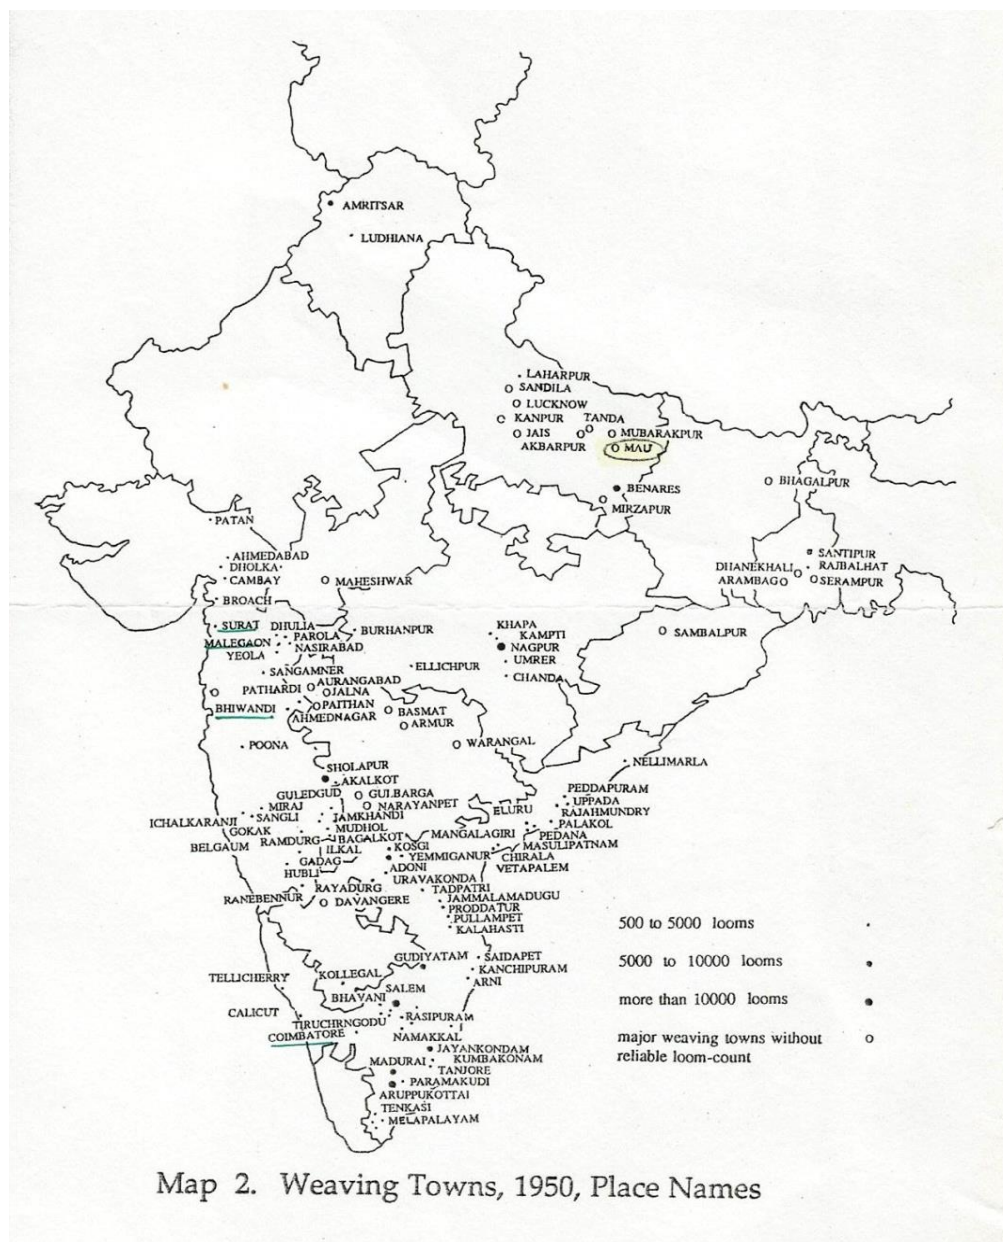 AMRITSAR
LUDHIANA
LAHARPUR
SANDILA
LUCKNOW
KANPUR TANDA
JAIS MUBARAKPUR
AKBARPUR MAU
BENARES
BHAGALPUR
MIRZAPUR
PATAN
AHMEDABAD
SANTIPUR
DHOLKA
DHANEKHALI RAJBALHAT
CAMBAY MAHESHWAR
ARAMBAG SERAMPUR
BROACH
SURAT DHULIA
KHAPA
BURHANPUR
KAMPTI
SAMBALPUR
MALEGAON PAROLA
YEOLA NASIRABAD
NAGPUR
UMRER
ELLICHPUR
SANGAMNER
CHANDA
AURANGABAD
PATHARDI JALNA
PAITHAN
BHIWANDI
AHMEDNAGAR
BASMAT
ARMUR
POONA
WARANGAL
NELLIMARLA
SHOLAPUR
AKALKOT
PEDDAPURAM
GULEDGUD GULBARGA
UPPADA
MIRAJ NARAYANPET
ELURU RAJAHMUNDRY
ICHALKARANJI SANGLI JAMKHANDI
PALAKOL
GOKAK MUDHOL
MANGALAGIRI PEDANA
BELGAUM RAMDURG BAGALKOT
MASULIPATNAM
ILKAL KOSGI
YEMMIGANUR CHIRALA
GADAG
VETAPALEM
HUBLI ADONI
URAVAKONDA
RAYADURG TADPATRI
RANEBENNUR DAVANGERE
JAMMALAMADUGU
PRODDATUR
PULLAMPET
KALAHASTI
500 to 5000 looms
GUDIYATAM SAIDAPET
5000 to 10000 looms
KANCHIPURAM
TELLICHERRY KOLLEGAL
ARNI
SALEM
BHAVANI
more than 10000 looms
CALICUT
TIRUCHRNGODU RASIPURAM
COIMBATORE NAMAKKAL
major weaving towns without
reliable loom-count
JAYANKONDAM
MADURAI KUMBAKONAM
TANJORE
PARAMAKUDI
ARUPPUKOTTAI
TENKASI
MELAPALAYAM
Map 2. Weaving Towns, 1950, Place Names